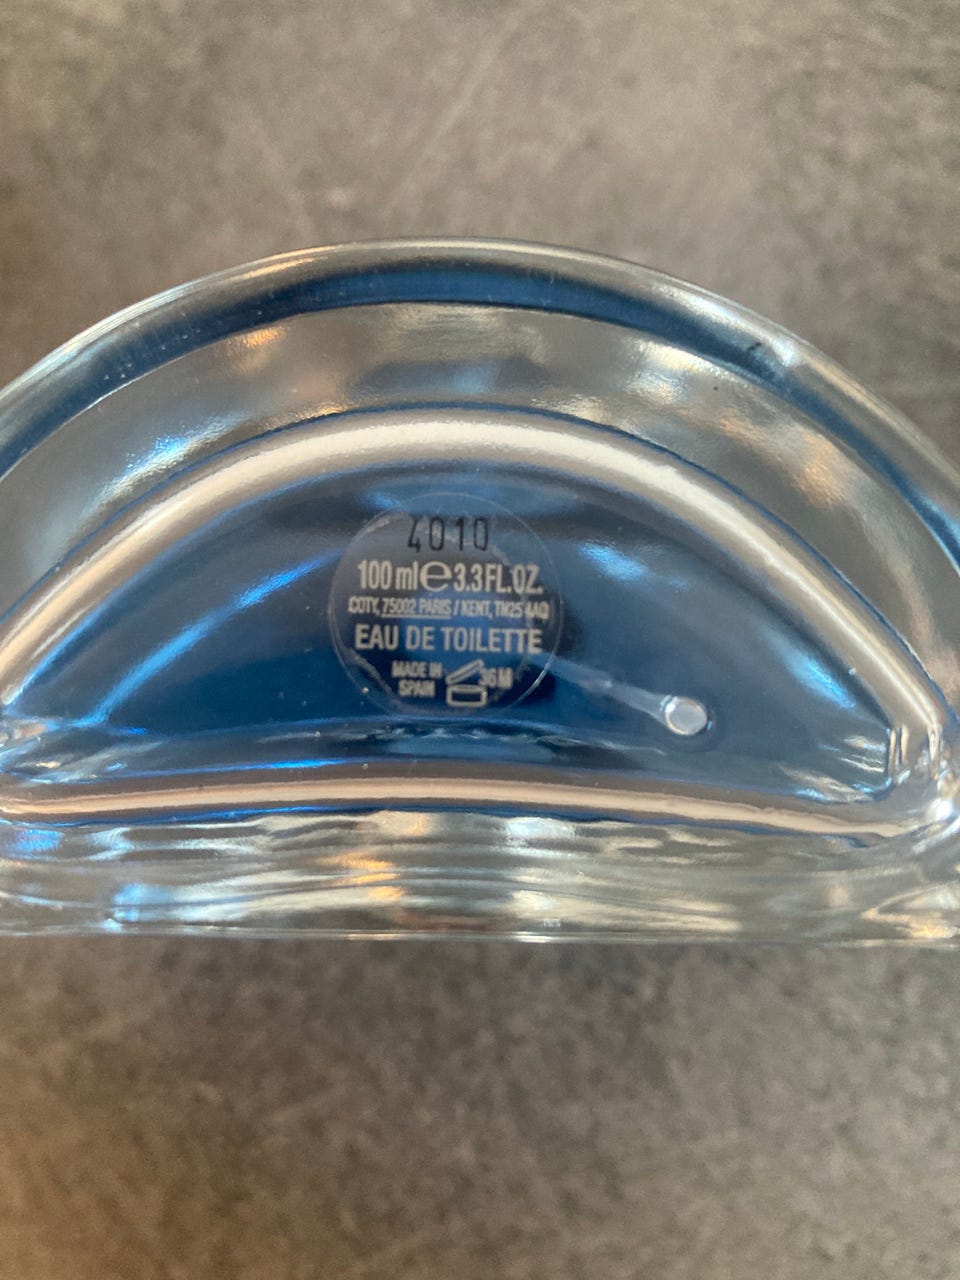 4010
100 ml e 3.3 FL.OZ.
COTY, 75002 PARIS / KENT, TN25 4AQ
EAU DE TOILETTE
MADE IN
SPAIN
36 M